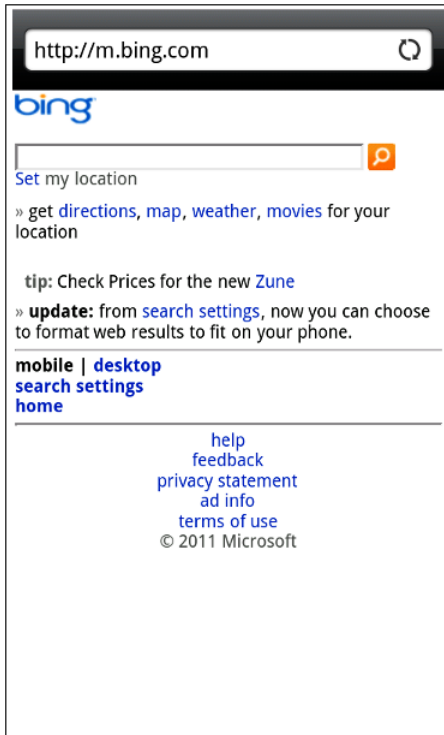 http://m.bing.com
bing
Set my location
» get directions, map, weather, movies for your
location
tip: Check Prices for the new Zune
» update: from search settings, now you can choose
to format web results to fit on your phone.
mobile | desktop
search settings
home
help
feedback
privacy statement
ad info
terms of use
© 2011 Microsoft